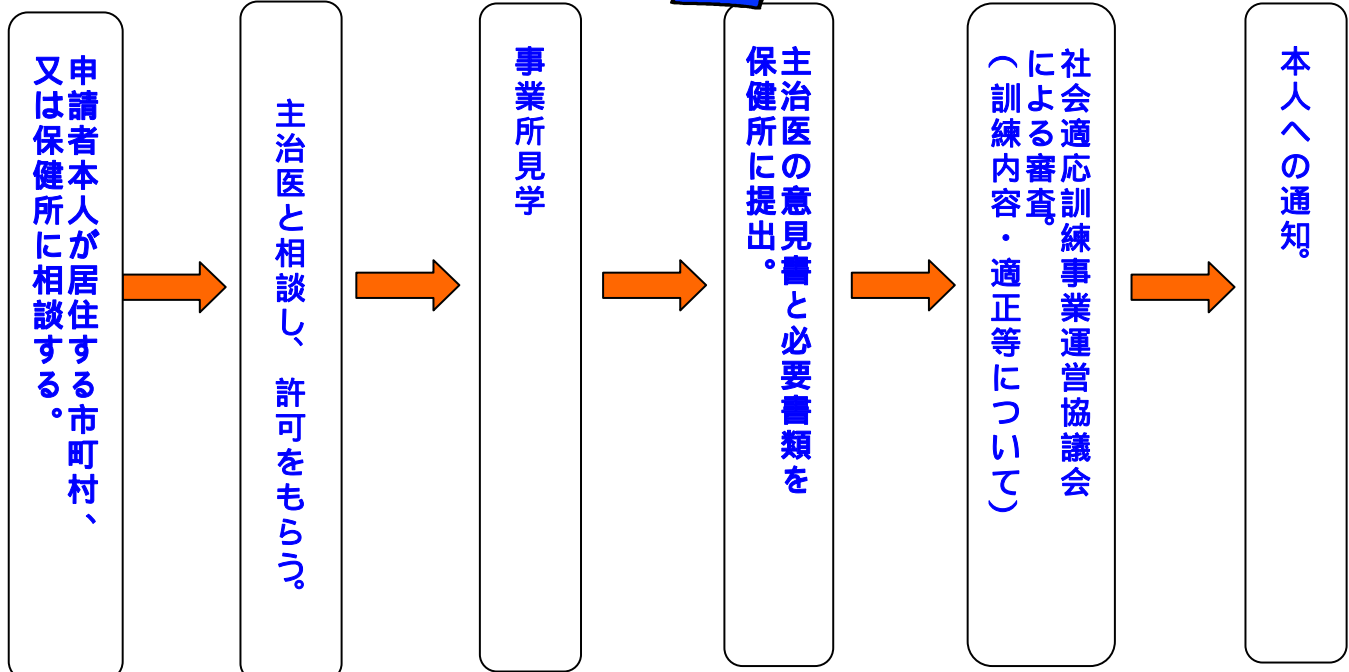 申請者本人が居住する市町村、
又は保健所に相談する。
主治医と相談し、許可をもらう。
事業所見学
主治医の意見書と必要書類を
保健所に提出。
社会適応訓練事業運営協議会
による審査。
（訓練内容・適正等について）
本人への通知。